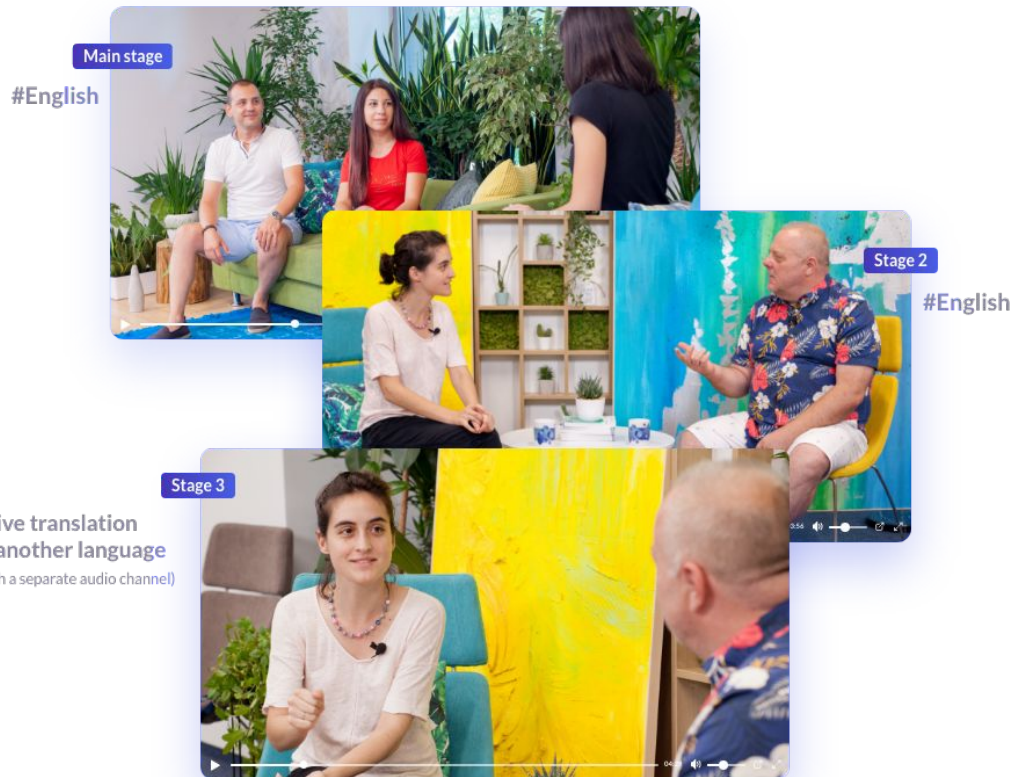 Main stage
#English
Stage 2
#English
Stage 3
ive translation
another language
h a separate audio channel)